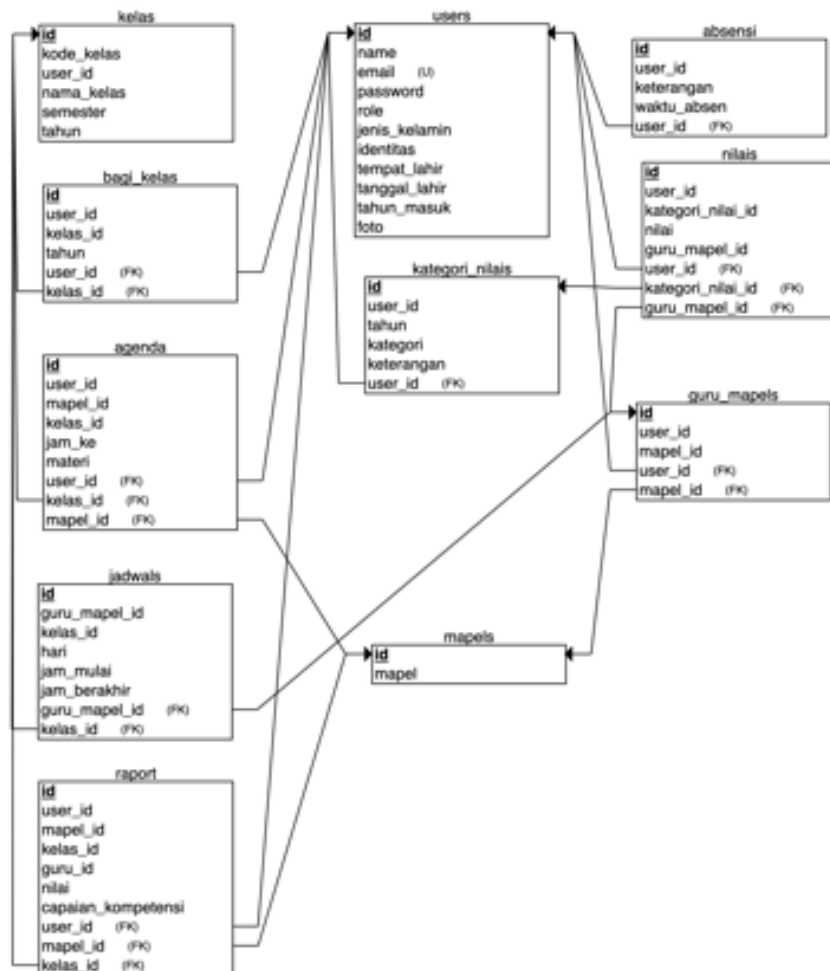 kelas
id
kode_kelas
user_id
nama_kelas
semester
tahun
bagi_kelas
id
user_id
kelas_id
tahun
user_id (FK)
kelas_id (FK)
agenda
id
user_id
mapel_id
kelas_id
jam_ke
materi
user_id (FK)
kelas_id (FK)
mapel_id (FK)
jadwals
id
guru_mapel_id
kelas_id
hari
jam_mulai
jam_berakhir
guru_mapel_id (FK)
kelas_id (FK)
raport
id
user_id
mapel_id
kelas_id
guru_id
nilai
capaian_kompetensi
user_id (FK)
mapel_id (FK)
kelas_id (FK)
users
id
name
email (U)
password
role
jenis_kelamin
identitas
tempat_lahir
tanggal_lahir
tahun_masuk
foto
kategori_nilais
id
user_id
tahun
kategori
keterangan
user_id (FK)
mapels
id
mapel
absensi
id
user_id
keterangan
waktu_absen
user_id (FK)
nilais
id
user_id
kategori_nilai_id
nilai
guru_mapel_id
user_id (FK)
kategori_nilai_id (FK)
guru_mapel_id (FK)
guru_mapels
id
user_id
mapel_id
user_id (FK)
mapel_id (FK)